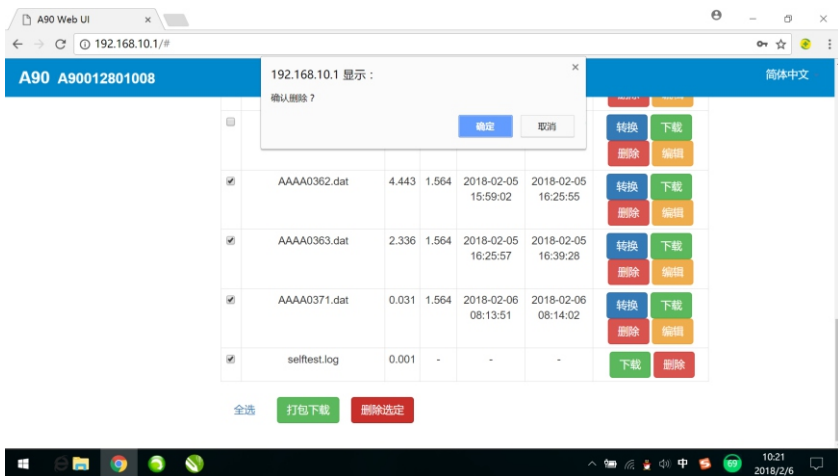 A90 Web UI
192.168.10.1/#
A90 A90012801008
简体中文
192.168.10.1 显示：
确认删除？
确定
取消
转换
下载
删除
编辑
AAAA0362.dat
4.443
1.564
2018-02-05
15:59:02
2018-02-05
16:25:55
转换
下载
删除
编辑
AAAA0363.dat
2.336
1.564
2018-02-05
16:25:57
2018-02-05
16:39:28
转换
下载
删除
编辑
AAAA0371.dat
0.031
1.564
2018-02-06
08:13:51
2018-02-06
08:14:02
转换
下载
删除
编辑
selftest.log
0.001
-
-
-
下载
删除
全选
打包下载
删除选定
中
69
10:21
2018/2/6